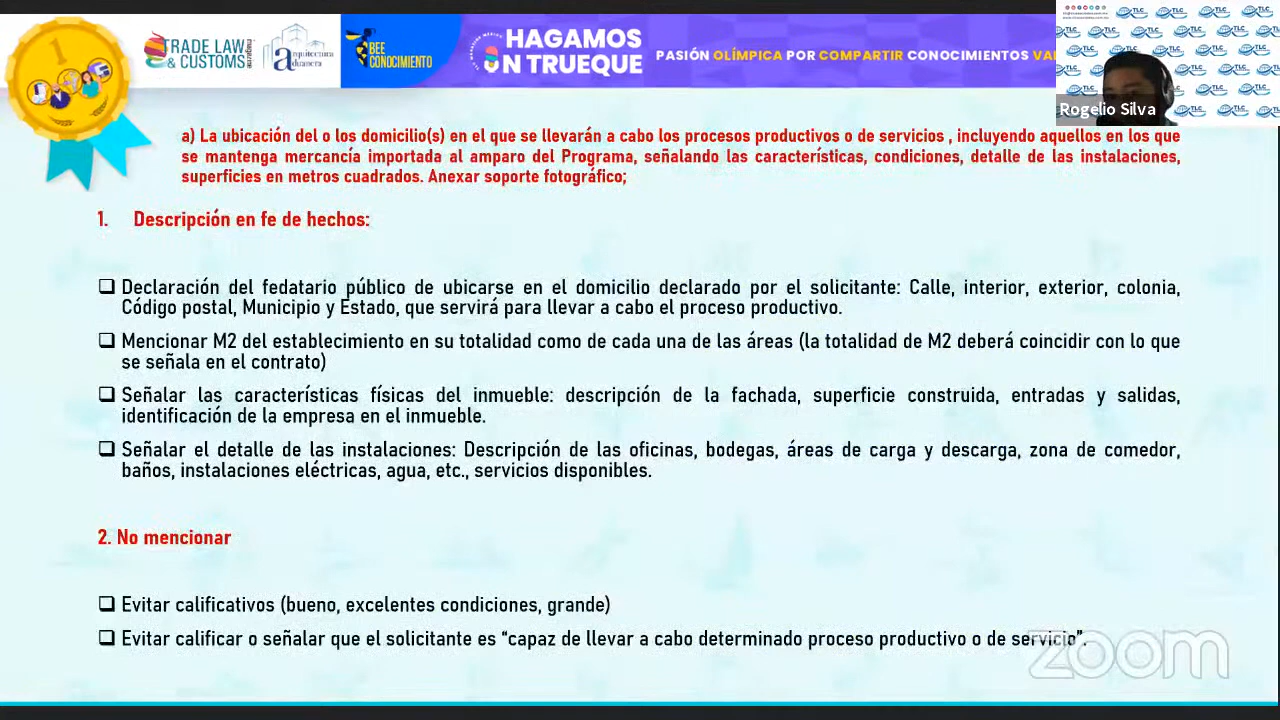 TRADE LAW
& CUSTOMS
arquitectura
aduanera
BEE
CONOCIMIENTO
HAGAMOS
UN TRUEQUE
PASIÓN OLÍMPICA POR COMPARTIR CONOCIMIENTOS VA
TLC
Rogelio Silva
a) La ubicación del o los domicilio(s) en el que se llevarán a cabo los procesos productivos o de servicios , incluyendo aquellos en los que
se mantenga mercancía importada al amparo del Programa, señalando las características, condiciones, detalle de las instalaciones,
superficies en metros cuadrados. Anexar soporte fotográfico;
1. Descripción en fe de hechos:
❑ Declaración del fedatario público de ubicarse en el domicilio declarado por el solicitante: Calle, interior, exterior, colonia,
Código postal, Municipio y Estado, que servirá para llevar a cabo el proceso productivo.
❑ Mencionar M2 del establecimiento en su totalidad como de cada una de las áreas (la totalidad de M2 deberá coincidir con lo que
se señala en el contrato)
❑ Señalar las características físicas del inmueble: descripción de la fachada, superficie construida, entradas y salidas,
identificación de la empresa en el inmueble.
❑ Señalar el detalle de las instalaciones: Descripción de las oficinas, bodegas, áreas de carga y descarga, zona de comedor,
baños, instalaciones eléctricas, agua, etc., servicios disponibles.
2. No mencionar
❑ Evitar calificativos (bueno, excelentes condiciones, grande)
❑ Evitar calificar o señalar que el solicitante es “capaz de llevar a cabo determinado proceso productivo o de servicio”.
zoom